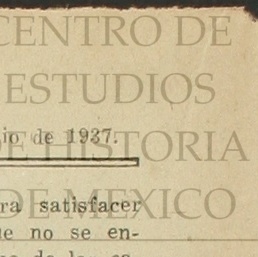 CENTRO DE
ESTUDIOS
io de 1937.
DE HISTORIA
ra satisfacer
DE MEXICO
ue no se en-